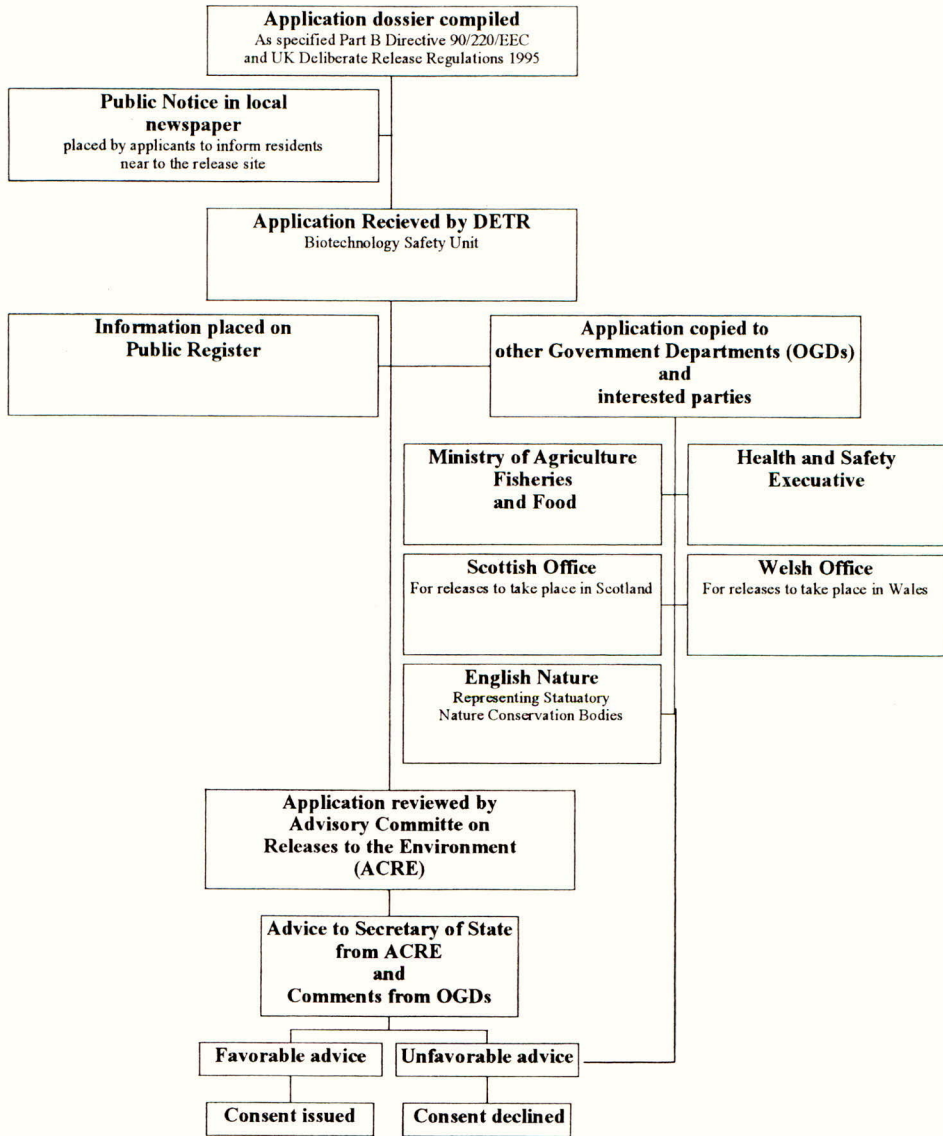 Application dossier compiled
As specified Part B Directive 90/220/EEC
and UK Deliberate Release Regulations 1995
Public Notice in local
newspaper
placed by applicants to inform residents
near to the release site
Application Recieved by DETR
Biotechnology Safety Unit
Information placed on
Public Register
Application copied to
other Government Departments (OGDs)
and
interested parties
Ministry of Agriculture
Fisheries
and Food
Health and Safety
Execuative
Scottish Office
For releases to take place in Scotland
Welsh Office
For releases to take place in Wales
English Nature
Representing Statuatory
Nature Conservation Bodies
Application reviewed by
Advisory Committe on
Releases to the Environment
(ACRE)
Advice to Secretary of State
from ACRE
and
Comments from OGDs
Favorable advice
Unfavorable advice
Consent issued
Consent declined